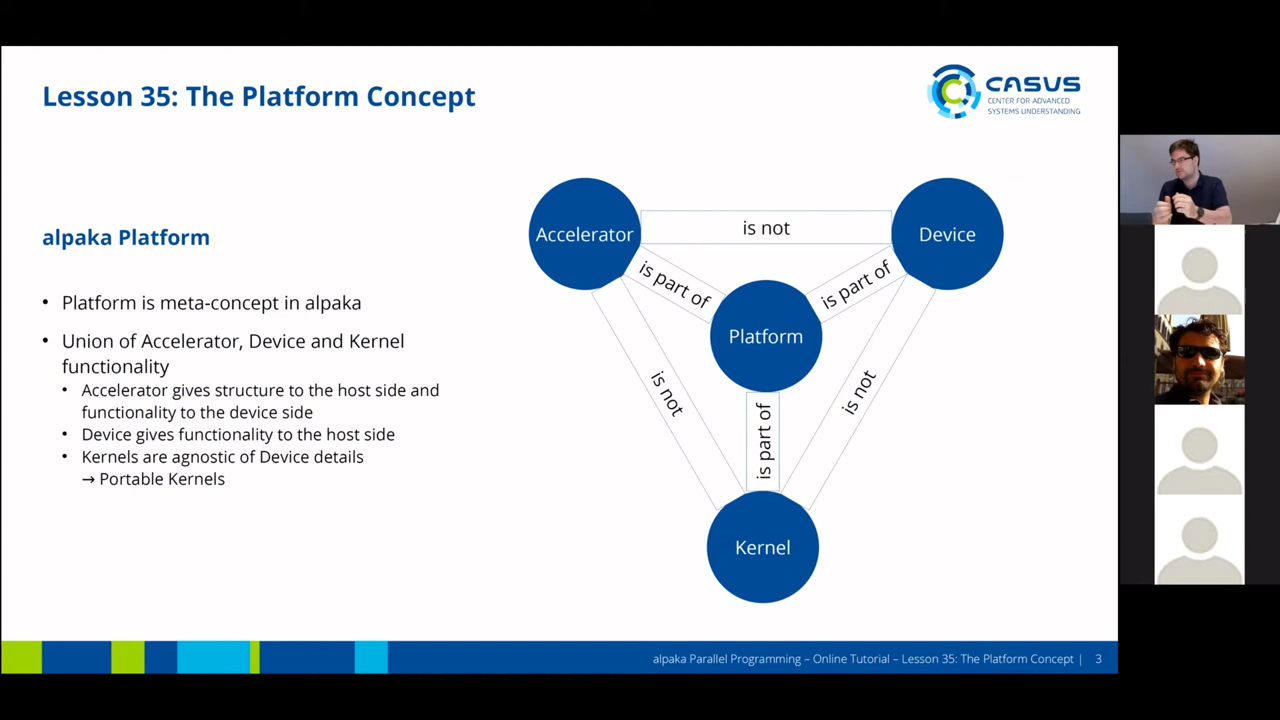 Lesson 35: The Platform Concept
CASUS
CENTER FOR ADVANCED
SYSTEMS UNDERSTANDING
alpaka Platform
• Platform is meta-concept in alpaka
• Union of Accelerator, Device and Kernel
functionality
• Accelerator gives structure to the host side and
functionality to the device side
• Device gives functionality to the host side
• Kernels are agnostic of Device details
→ Portable Kernels
Accelerator
is not
Device
is part of
is part of
Platform
is not
is part of
is not
Kernel
alpaka Parallel Programming – Online Tutorial – Lesson 35: The Platform Concept | 3